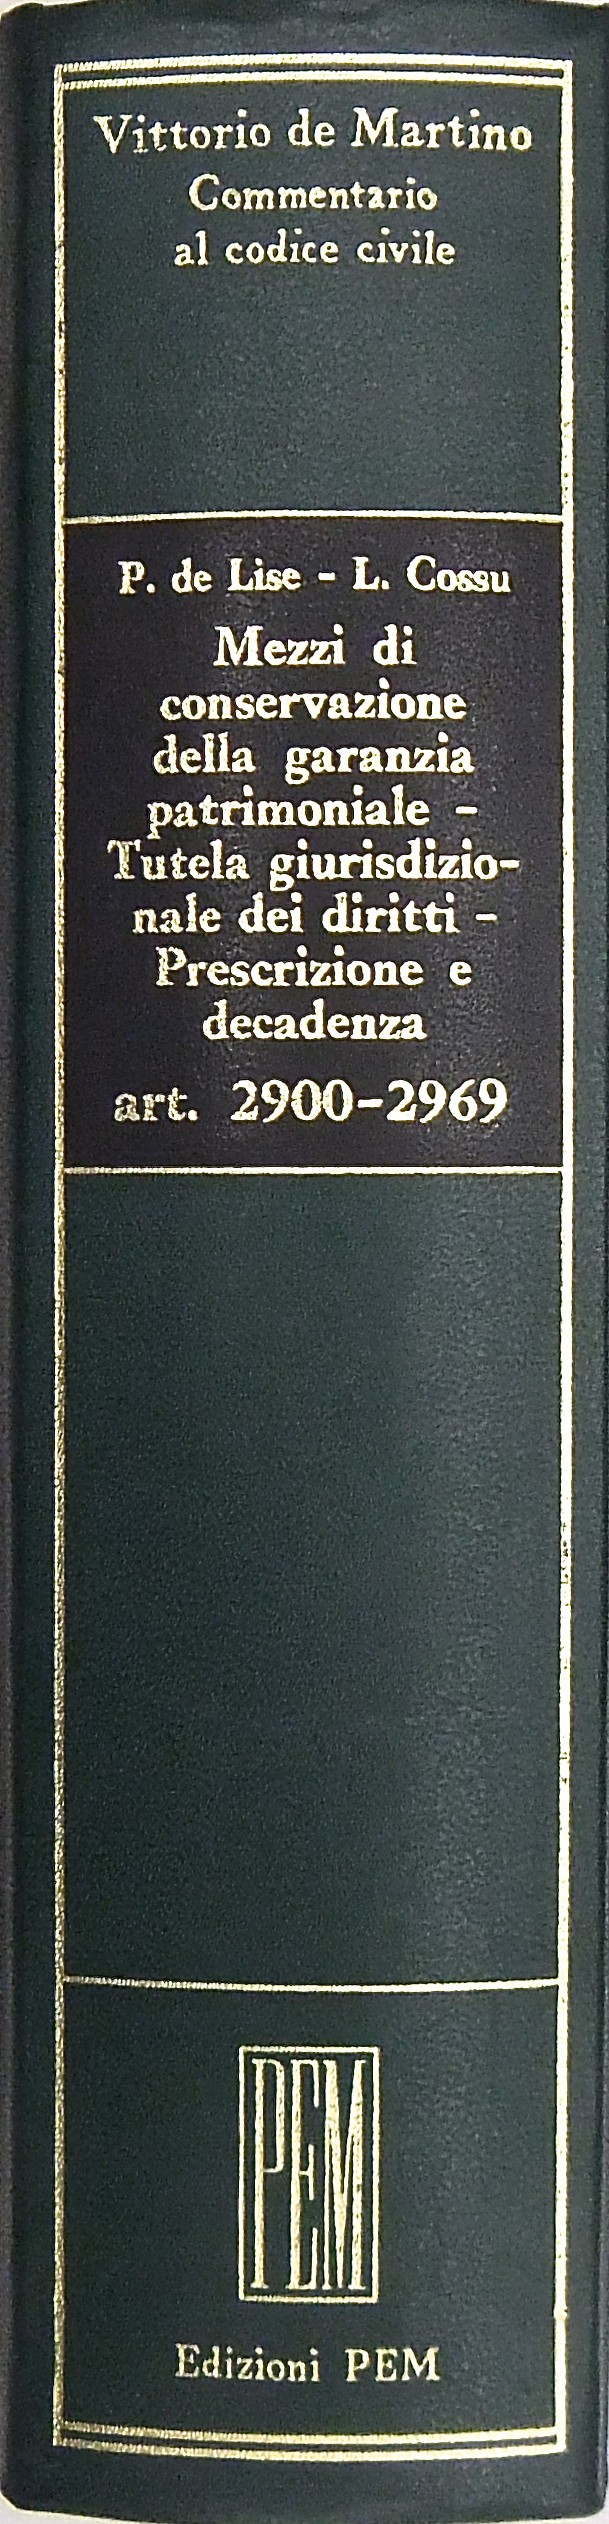 Vittorio de Martino
Commentario
al codice civile
P. de Lise - L. Cossu
Mezzi di
conservazione
della garanzia
patrimoniale -
Tutela giurisdizio-
nale dei diritti -
Prescrizione e
decadenza
art. 2900-2969
PEM
Edizioni PEM